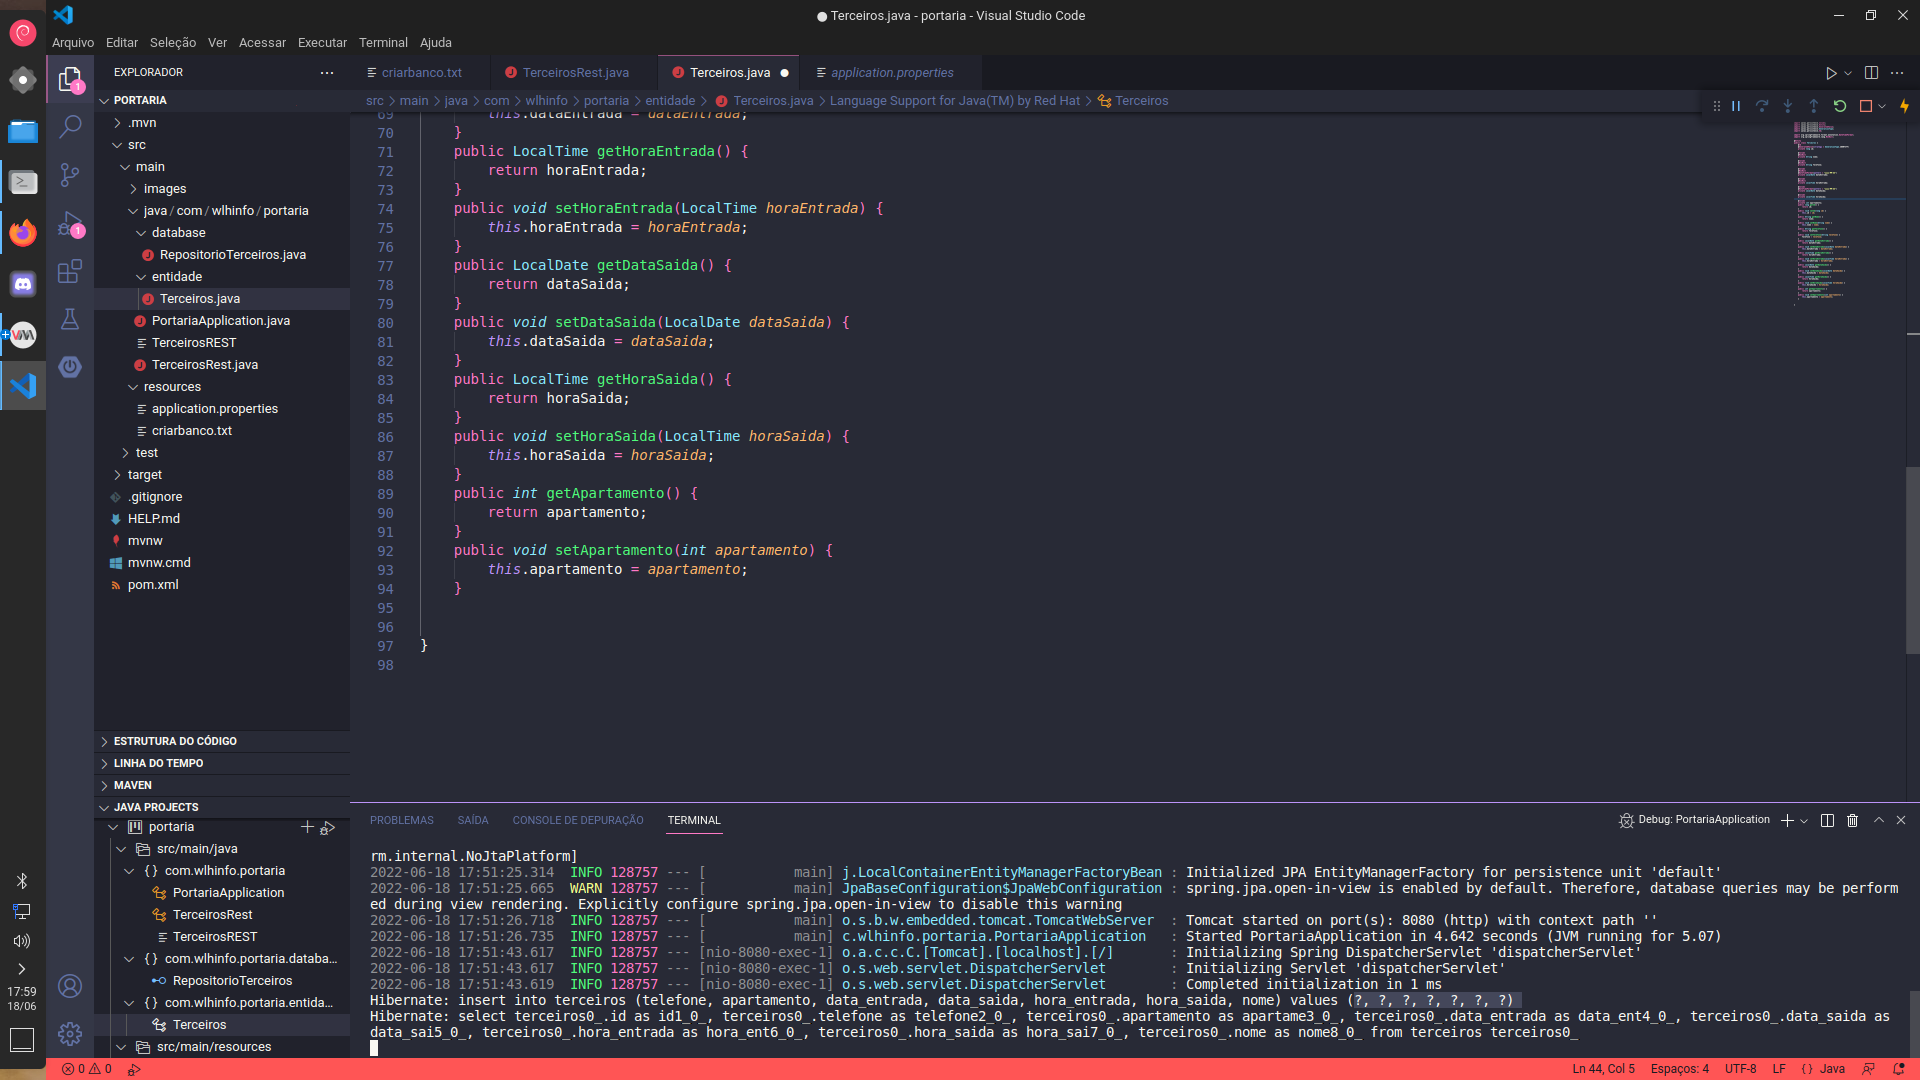 Terceiros.java - portaria - Visual Studio Code
Arquivo Editar Seleção Ver Acessar Executar Terminal Ajuda
EXPLORADOR
criarbanco.txt
TerceirosRest.java
Terceiros.java
application.properties
src > main > java > com > wlhinfo > portaria > entidade > Terceiros.java > Language Support for Java(TM) by Red Hat > Terceiros
PORTARIA
.mvn
src
main
images
java / com / wlhinfo / portaria
database
RepositorioTerceiros.java
entidade
Terceiros.java
PortariaApplication.java
TerceirosREST
TerceirosRest.java
resources
application.properties
criarbanco.txt
test
target
.gitignore
HELP.md
mvnw
mvnw.cmd
pom.xml
ESTRUTURA DO CÓDIGO
LINHA DO TEMPO
MAVEN
JAVA PROJECTS
portaria
src/main/java
com.wlhinfo.portaria
PortariaApplication
TerceirosRest
TerceirosREST
com.wlhinfo.portaria.databa...
RepositorioTerceiros
com.wlhinfo.portaria.entida...
Terceiros
src/main/resources
69 this.dataEntrada = dataEntrada;
70 }
71 public LocalTime getHoraEntrada() {
72 return horaEntrada;
73 }
74 public void setHoraEntrada(LocalTime horaEntrada) {
75 this.horaEntrada = horaEntrada;
76 }
77 public LocalDate getDataSaida() {
78 return dataSaida;
79 }
80 public void setDataSaida(LocalDate dataSaida) {
81 this.dataSaida = dataSaida;
82 }
83 public LocalTime getHoraSaida() {
84 return horaSaida;
85 }
86 public void setHoraSaida(LocalTime horaSaida) {
87 this.horaSaida = horaSaida;
88 }
89 public int getApartamento() {
90 return apartamento;
91 }
92 public void setApartamento(int apartamento) {
93 this.apartamento = apartamento;
94 }
95
96
97 }
98
PROBLEMAS SAÍDA CONSOLE DE DEPURAÇÃO TERMINAL
Debug: PortariaApplication
rm.internal.NoJtaPlatform]
2022-06-18 17:51:25.314 INFO 128757 --- [ main] j.LocalContainerEntityManagerFactoryBean : Initialized JPA EntityManagerFactory for persistence unit 'default'
2022-06-18 17:51:25.665 WARN 128757 --- [ main] JpaBaseConfiguration$JpaWebConfiguration : spring.jpa.open-in-view is enabled by default. Therefore, database queries may be perform
ed during view rendering. Explicitly configure spring.jpa.open-in-view to disable this warning
2022-06-18 17:51:26.718 INFO 128757 --- [ main] o.s.b.w.embedded.tomcat.TomcatWebServer : Tomcat started on port(s): 8080 (http) with context path ''
2022-06-18 17:51:26.735 INFO 128757 --- [ main] c.wlhinfo.portaria.PortariaApplication : Started PortariaApplication in 4.642 seconds (JVM running for 5.07)
2022-06-18 17:51:43.617 INFO 128757 --- [nio-8080-exec-1] o.a.c.c.C.[Tomcat].[localhost].[/] : Initializing Spring DispatcherServlet 'dispatcherServlet'
2022-06-18 17:51:43.617 INFO 128757 --- [nio-8080-exec-1] o.s.web.servlet.DispatcherServlet : Initializing Servlet 'dispatcherServlet'
2022-06-18 17:51:43.619 INFO 128757 --- [nio-8080-exec-1] o.s.web.servlet.DispatcherServlet : Completed initialization in 1 ms
Hibernate: insert into terceiros (telefone, apartamento, data_entrada, data_saida, hora_entrada, hora_saida, nome) values (?, ?, ?, ?, ?, ?, ?)
Hibernate: select terceiros0_.id as id1_0_, terceiros0_.telefone as telefone2_0_, terceiros0_.apartamento as apartame3_0_, terceiros0_.data_entrada as data_ent4_0_, terceiros0_.data_saida as
data_sai5_0_, terceiros0_.hora_entrada as hora_ent6_0_, terceiros0_.hora_saida as hora_sai7_0_, terceiros0_.nome as nome8_0_ from terceiros terceiros0_
17:59
18/06
0 0
Ln 44, Col 5 Espaços: 4 UTF-8 LF {} Java
1
1